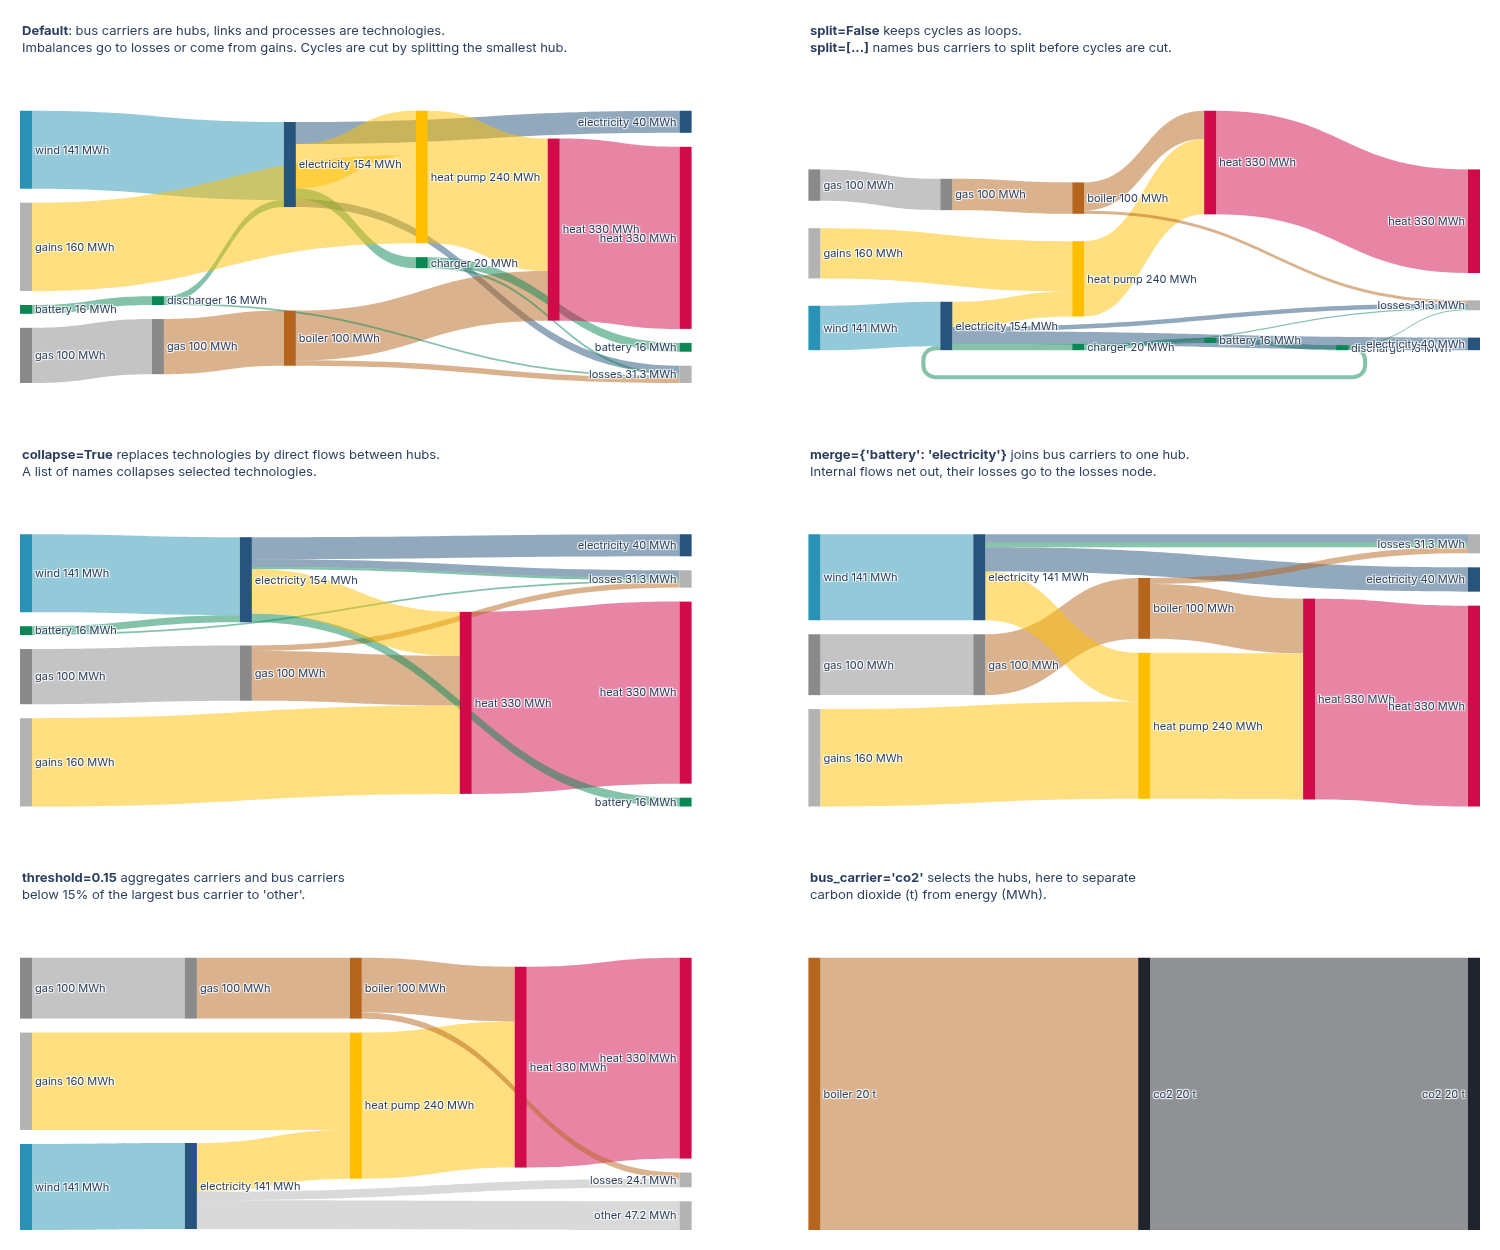 Default: bus carriers are hubs, links and processes are technologies.
Imbalances go to losses or come from gains. Cycles are cut by splitting the smallest hub.
electricity 40 MWh
wind 141 MWh
electricity 154 MWh
heat pump 240 MWh
heat 330 MWh
heat 330 MWh
gains 160 MWh
charger 20 MWh
discharger 16 MWh
battery 16 MWh
boiler 100 MWh
gas 100 MWh
gas 100 MWh
battery 16 MWh
losses 31.3 MWh
split=False keeps cycles as loops.
split=[...] names bus carriers to split before cycles are cut.
heat 330 MWh
gas 100 MWh
gas 100 MWh
boiler 100 MWh
heat 330 MWh
gains 160 MWh
heat pump 240 MWh
losses 31.3 MWh
wind 141 MWh
electricity 154 MWh
charger 20 MWh
battery 16 MWh
discharger 16 MWh
electricity 40 MWh
collapse=True replaces technologies by direct flows between hubs.
A list of names collapses selected technologies.
electricity 40 MWh
wind 141 MWh
electricity 154 MWh
losses 31.3 MWh
battery 16 MWh
gas 100 MWh
gas 100 MWh
heat 330 MWh
heat 330 MWh
gains 160 MWh
battery 16 MWh
merge={'battery': 'electricity'} joins bus carriers to one hub.
Internal flows net out, their losses go to the losses node.
losses 31.3 MWh
wind 141 MWh
electricity 141 MWh
electricity 40 MWh
boiler 100 MWh
gas 100 MWh
gas 100 MWh
heat 330 MWh
heat 330 MWh
heat pump 240 MWh
gains 160 MWh
threshold=0.15 aggregates carriers and bus carriers
below 15% of the largest bus carrier to 'other'.
gas 100 MWh
gas 100 MWh
boiler 100 MWh
heat 330 MWh
heat 330 MWh
gains 160 MWh
heat pump 240 MWh
losses 24.1 MWh
wind 141 MWh
electricity 141 MWh
other 47.2 MWh
bus_carrier='co2' selects the hubs, here to separate
carbon dioxide (t) from energy (MWh).
boiler 20 t
co2 20 t
co2 20 t